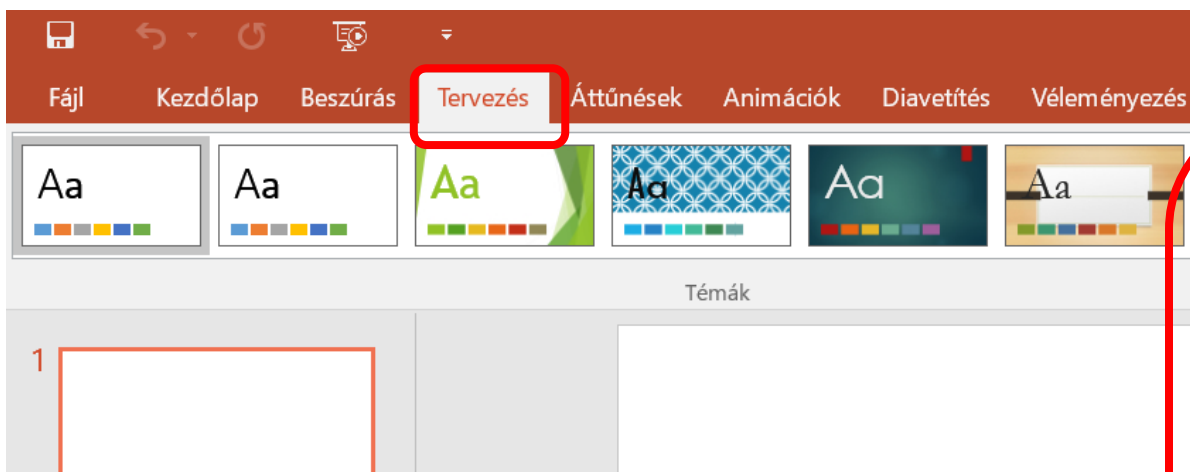 Fájl Kezdőlap Beszúrás Tervezés Áttűnések Animációk Diavetítés Véleményezés
Aa Aa Aa Aa Aa Aa
Témák
1